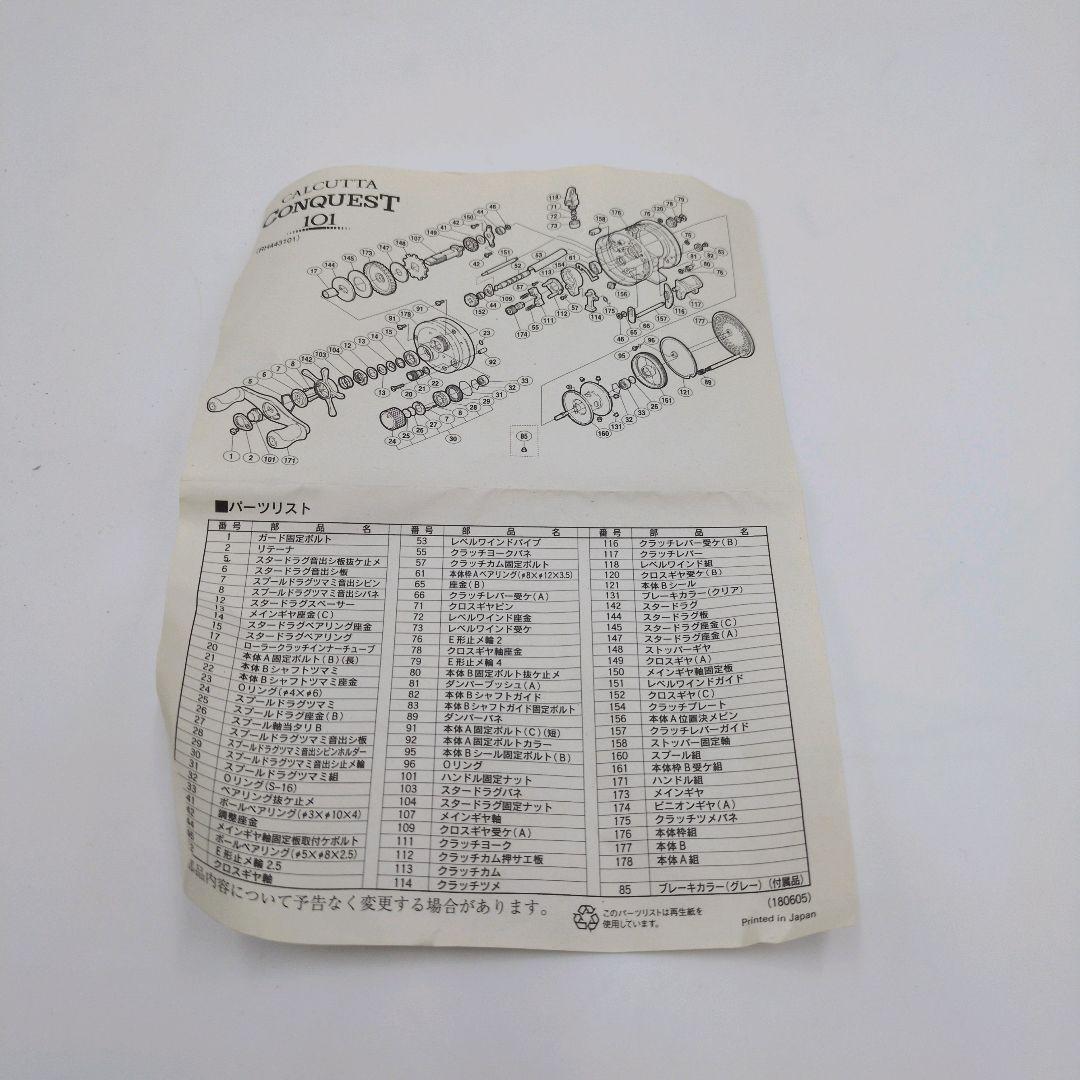 CALCUTTA
CONQUEST
101
(RH443101)
■パーツリスト
番号 部品名
1 ガード固定ボルト
2 リテーナ
5 スタードラグ音出シ板抜ケ止メ
6 スタードラグ音出シ板
7 スプールドラグツマミ音出シピン
8 スプールドラグツマミ音出シバネ
12 スタードラグスペーサー
13
14 メインギヤ座金(C)
15 スタードラグベアリング座金
17 スタードラグベアリング
20 ローラークラッチインナーチューブ
21 本体A固定ボルト(B)(長)
22 本体Bシャフトツマミ
23 本体Bシャフトツマミ座金
24 Oリング(φ4×φ6)
25 スプールドラグツマミ
26 スプールドラグ座金(B)
27 スプール軸当タリB
28 スプールドラグツマミ音出シ板
29 スプールドラグツマミ音出シピンホルダー
30 スプールドラグツマミ音出シ止メ輪
31 スプールドラグツマミ組
32 Oリング(S-16)
33 ベアリング抜ケ止メ
41 ボールベアリング(φ3×φ10×4)
42 調整座金
44 メインギヤ軸固定板取付ケボルト
46 ボールベアリング(φ5×φ8×2.5)
E形止メ輪2.5
クロスギヤ軸
番号 部品名
53 レベルワインドパイプ
55 クラッチヨークバネ
57 クラッチカム固定ボルト
61 本体枠Aベアリング(φ8×φ12×3.5)
65 座金(B)
66 クラッチレバー受ケ(A)
71 クロスギヤピン
72 レベルワインド座金
73 レベルワインド受ケ
76 E形止メ輪2
78 クロスギヤ軸座金
79 E形止メ輪4
80 本体B固定ボルト抜ケ止メ
81 ダンパーブッシュ(A)
82 本体Bシャフトガイド
83 本体Bシャフトガイド固定ボルト
89 ダンパーバネ
91 本体A固定ボルト(C)(短)
92 本体A固定ボルトカラー
95 本体Bシール固定ボルト(B)
96 Oリング
101 ハンドル固定ナット
103 スタードラグバネ
104 スタードラグ固定ナット
107 メインギヤ軸
109 クロスギヤ受ケ(A)
111 クラッチヨーク
112 クラッチカム押サエ板
113 クラッチカム
114 クラッチツメ
番号 部品名
116 クラッチレバー受ケ(B)
117 クラッチレバー
118 レベルワインド組
120 クロスギヤ受ケ(B)
121 本体Bシール
131 ブレーキカラー(クリア)
142 スタードラグ
144 スタードラグ板
145 スタードラグ座金(C)
147 スタードラグ座金(A)
148 ストッパーギヤ
149 クロスギヤ(A)
150 メインギヤ軸固定板
151 レベルワインドガイド
152 クロスギヤ(C)
154 クラッチプレート
156 本体A位置決メピン
157 クラッチレバーガイド
158 ストッパー固定軸
160 スプール組
161 本体枠B受ケ組
171 ハンドル組
173 メインギヤ
174 ピニオンギヤ(A)
175 クラッチツメバネ
176 本体枠組
177 本体B
178 本体A組
85 ブレーキカラー(グレー)(付属品)
品内容について予告なく変更する場合があります。
このパーツリストは再生紙を
使用しています。
(180605)
Printed in Japan